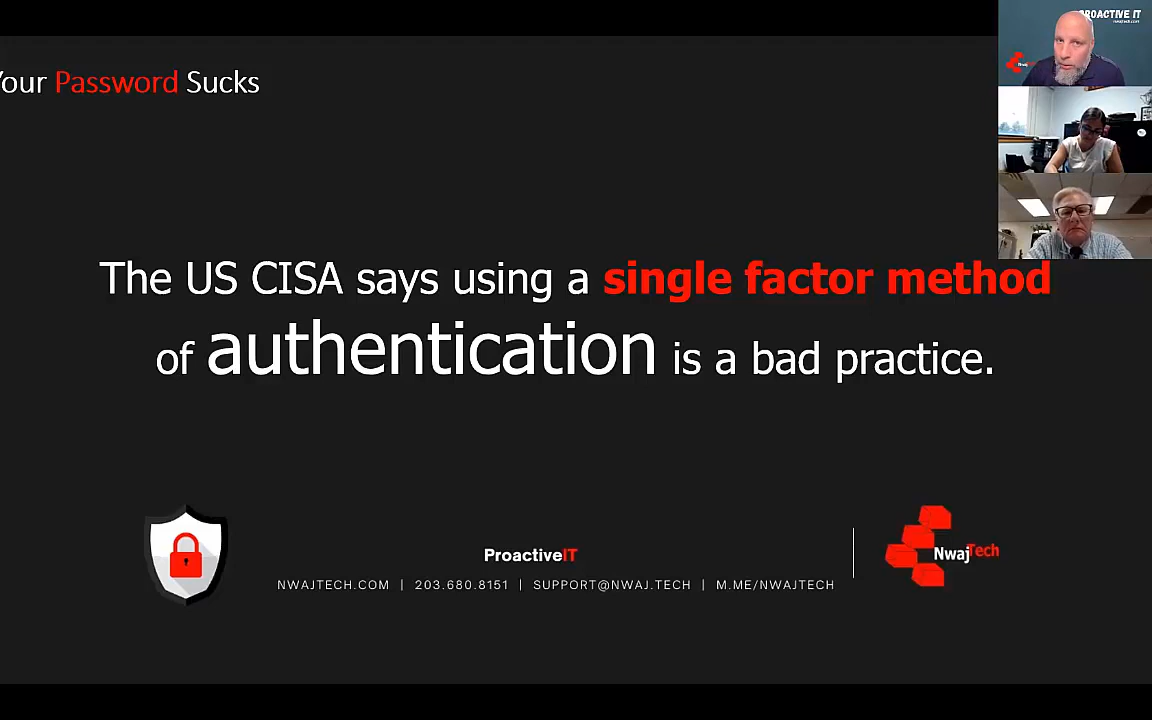 our Password Sucks
PROACTIVE IT
The US CISA says using a single factor method
of authentication is a bad practice.
ProactiveIT
NWAJTECH.COM | 203.680.8151 | SUPPORT@NWAJ.TECH | M.ME/NWAJTECH
NwajTech